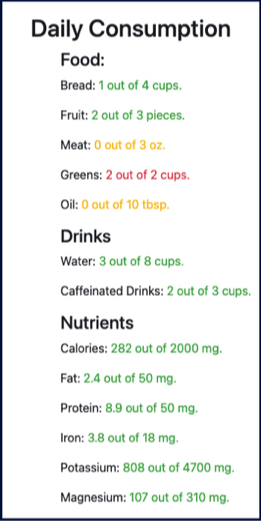 Daily Consumption
Food:
Bread: 1 out of 4 cups.
Fruit: 2 out of 3 pieces.
Meat: 0 out of 3 oz.
Greens: 2 out of 2 cups.
Oil: 0 out of 10 tbsp.
Drinks
Water: 3 out of 8 cups.
Caffeinated Drinks: 2 out of 3 cups.
Nutrients
Calories: 282 out of 2000 mg.
Fat: 2.4 out of 50 mg.
Protein: 8.9 out of 50 mg.
Iron: 3.8 out of 18 mg.
Potassium: 808 out of 4700 mg.
Magnesium: 107 out of 310 mg.